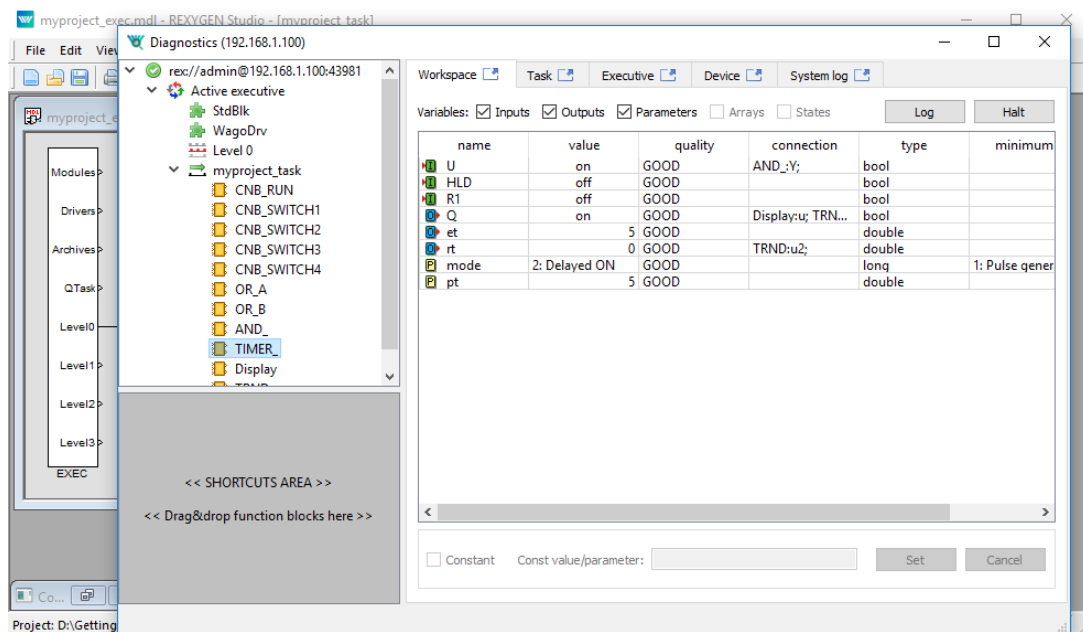 myproject_exec.mdl - REXYGEN Studio - [myproject_task]
File Edit View
Diagnostics (192.168.1.100)
rex://admin@192.168.1.100:43981
Active executive
StdBlk
WagoDrv
Level 0
myproject_task
CNB_RUN
CNB_SWITCH1
CNB_SWITCH2
CNB_SWITCH3
CNB_SWITCH4
OR_A
OR_B
AND_
TIMER_
Display
<< SHORTCUTS AREA >>
<< Drag&drop function blocks here >>
Workspace Task Executive Device System log
Variables: Inputs Outputs Parameters Arrays States Log Halt
name value quality connection type minimum
I U on GOOD AND_:Y; bool
I HLD off GOOD bool
I R1 off GOOD bool
O Q on GOOD Display:u; TRN... bool
O et 5 GOOD double
O rt 0 GOOD TRND:u2; double
P mode 2: Delayed ON GOOD long 1: Pulse gener
P pt 5 GOOD double
Constant Const value/parameter: Set Cancel
myproject_e
Modules
Drivers
Archives
QTask
Level0
Level1
Level2
Level3
EXEC
Co...
Project: D:\Getting